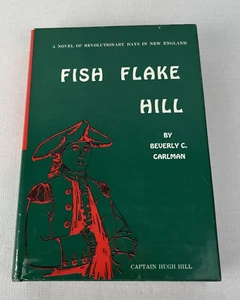 A NOVEL OF REVOLUTIONARY DAYS IN NEW ENGLAND
FISH FLAKE
HILL
BY
BEVERLY C.
CARLMAN
CAPTAIN HUGH HILL